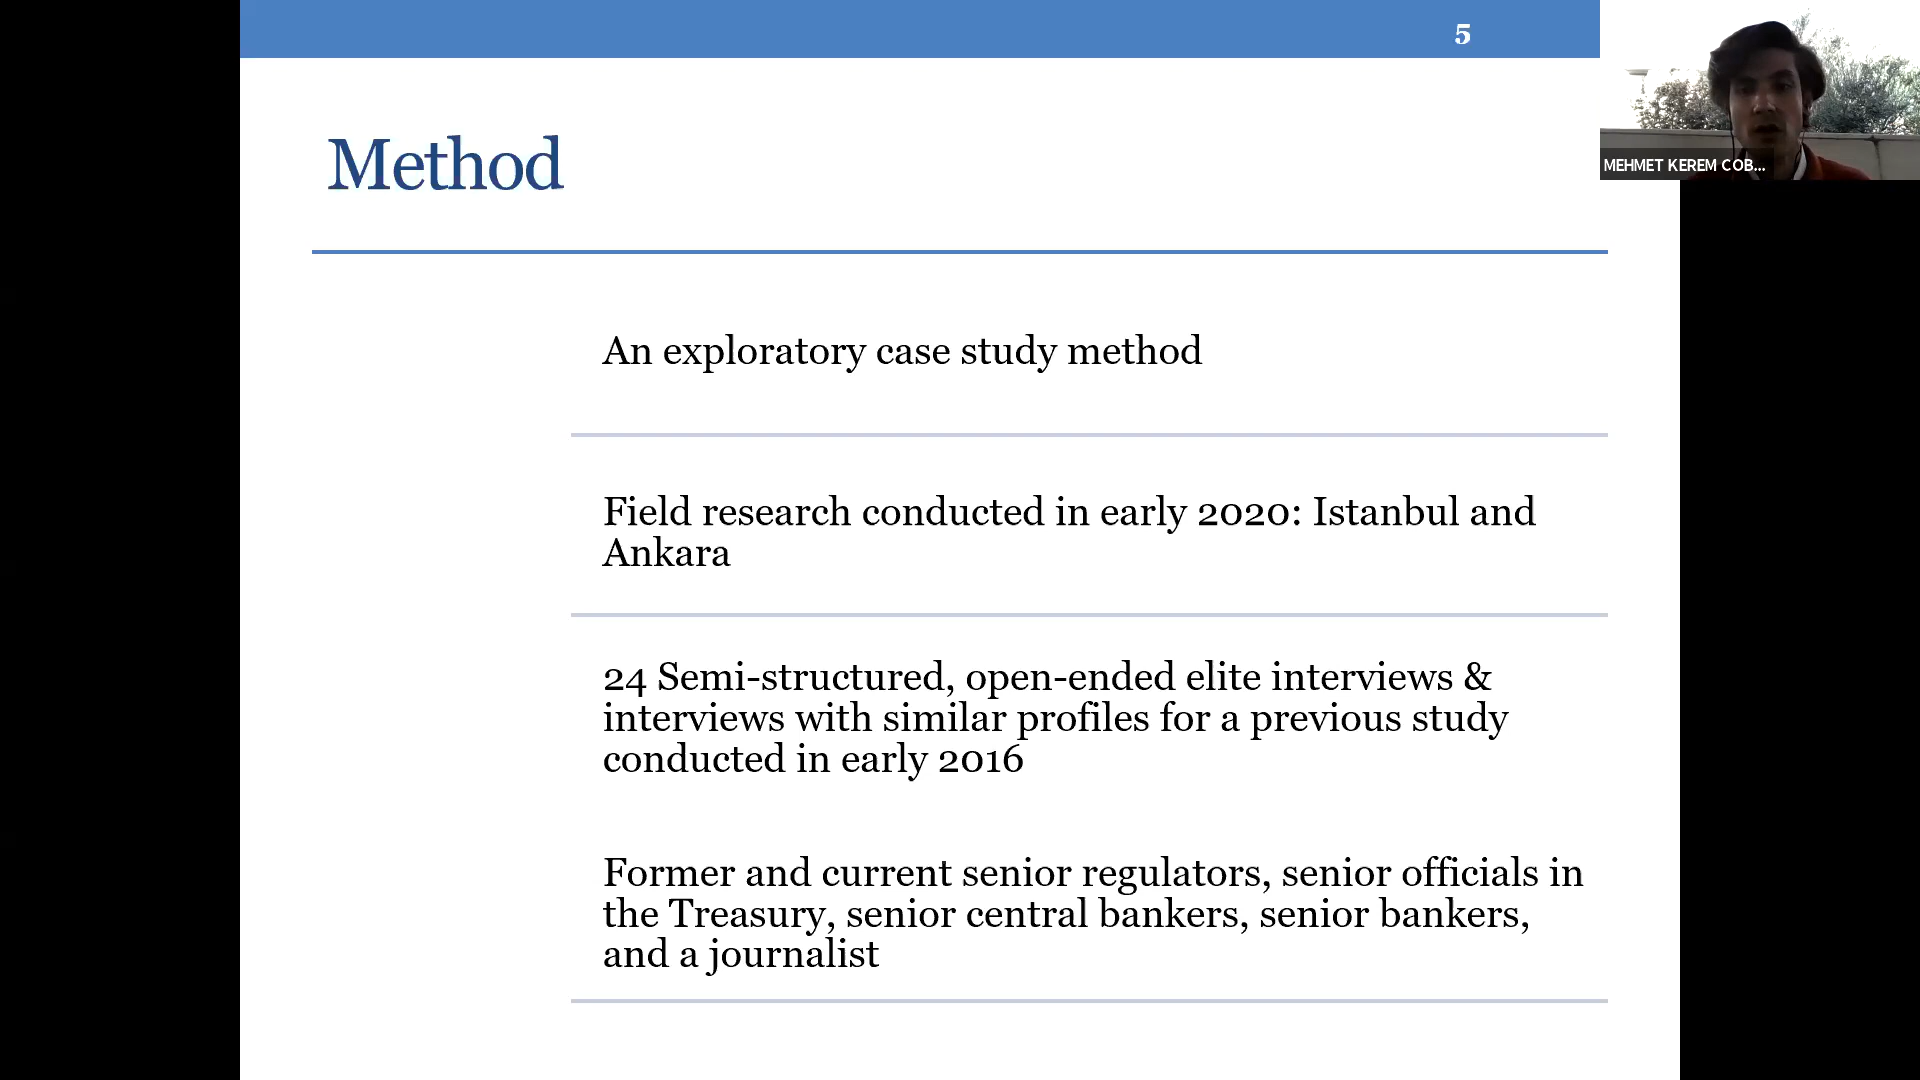 5
MEHMET KEREM COB...
Method
An exploratory case study method
Field research conducted in early 2020: Istanbul and
Ankara
24 Semi-structured, open-ended elite interviews &
interviews with similar profiles for a previous study
conducted in early 2016
Former and current senior regulators, senior officials in
the Treasury, senior central bankers, senior bankers,
and a journalist